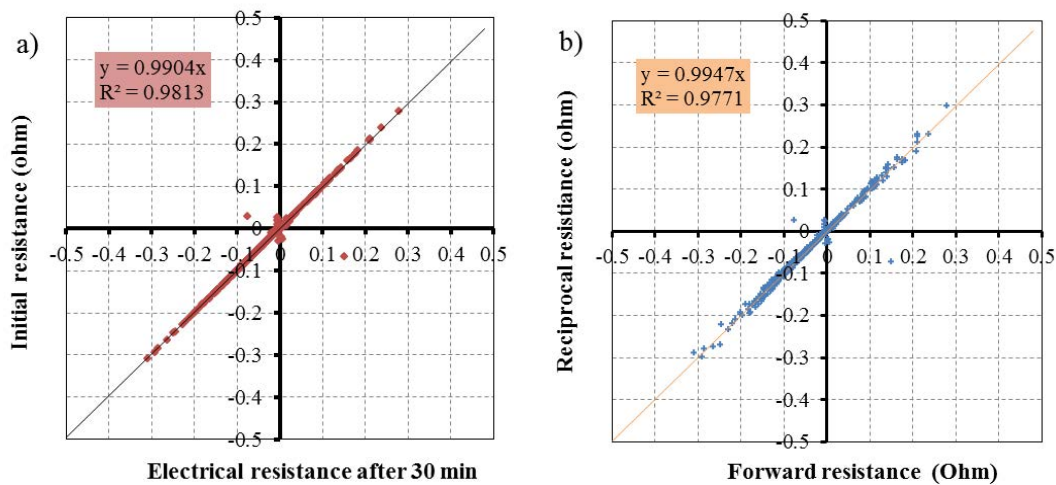 a)
y = 0.9904x
R² = 0.9813
Initial resistance (ohm)
0.5
0.4
0.3
0.2
0.1
0
-0.1
-0.2
-0.3
-0.4
-0.5
-0.5 -0.4 -0.3 -0.2 -0.1 0 0.1 0.2 0.3 0.4 0.5
Electrical resistance after 30 min
b)
y = 0.9947x
R² = 0.9771
Reciprocal resistiance (ohm)
0.5
0.4
0.3
0.2
0.1
0
-0.1
-0.2
-0.3
-0.4
-0.5
-0.5 -0.4 -0.3 -0.2 -0.1 0 0.1 0.2 0.3 0.4 0.5
Forward resistance (Ohm)